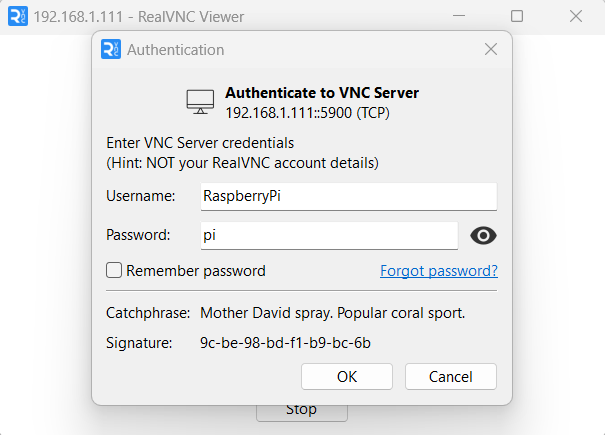 192.168.1.111 - RealVNC Viewer
Authentication
Authenticate to VNC Server
192.168.1.111::5900 (TCP)
Enter VNC Server credentials
(Hint: NOT your RealVNC account details)
Username: RaspberryPi
Password: pi
Remember password Forgot password?
Catchphrase: Mother David spray. Popular coral sport.
Signature: 9c-be-98-bd-f1-b9-bc-6b
OK Cancel
Stop